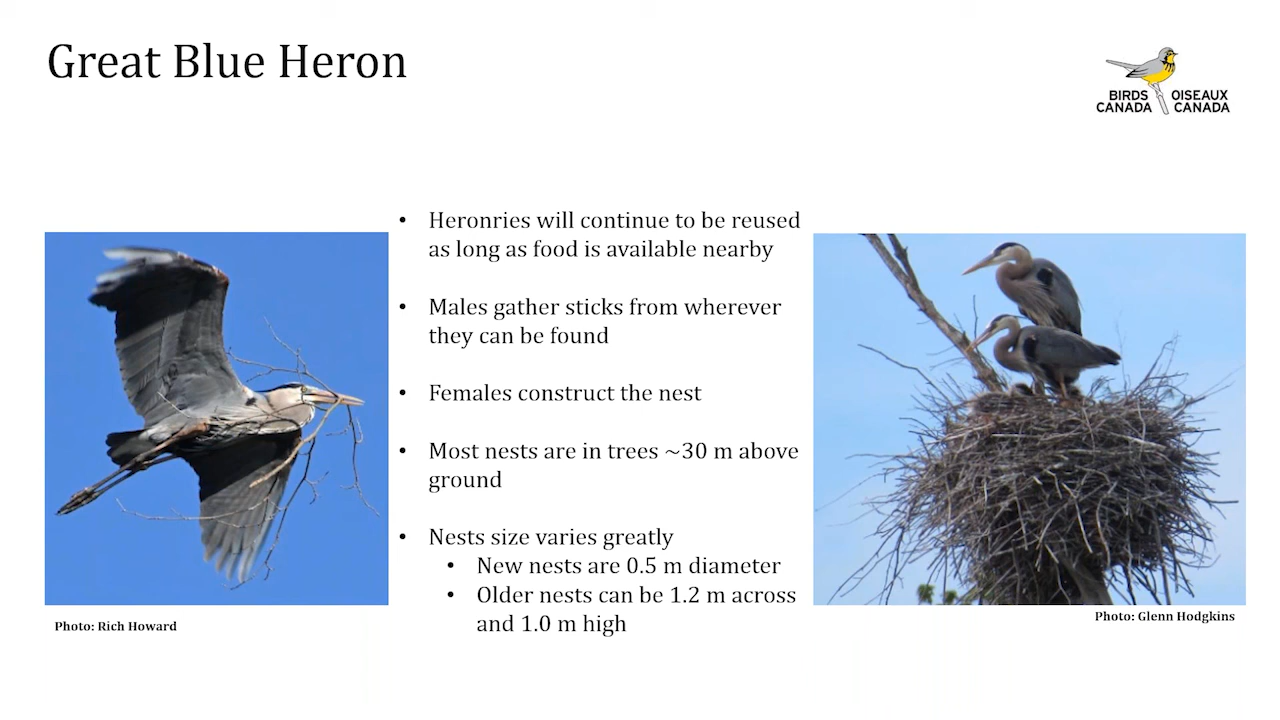 Great Blue Heron
BIRDS CANADA
OISEAUX CANADA
• Heronries will continue to be reused
as long as food is available nearby
• Males gather sticks from wherever
they can be found
• Females construct the nest
• Most nests are in trees ~30 m above
ground
• Nests size varies greatly
• New nests are 0.5 m diameter
• Older nests can be 1.2 m across
and 1.0 m high
Photo: Rich Howard
Photo: Glenn Hodgkins